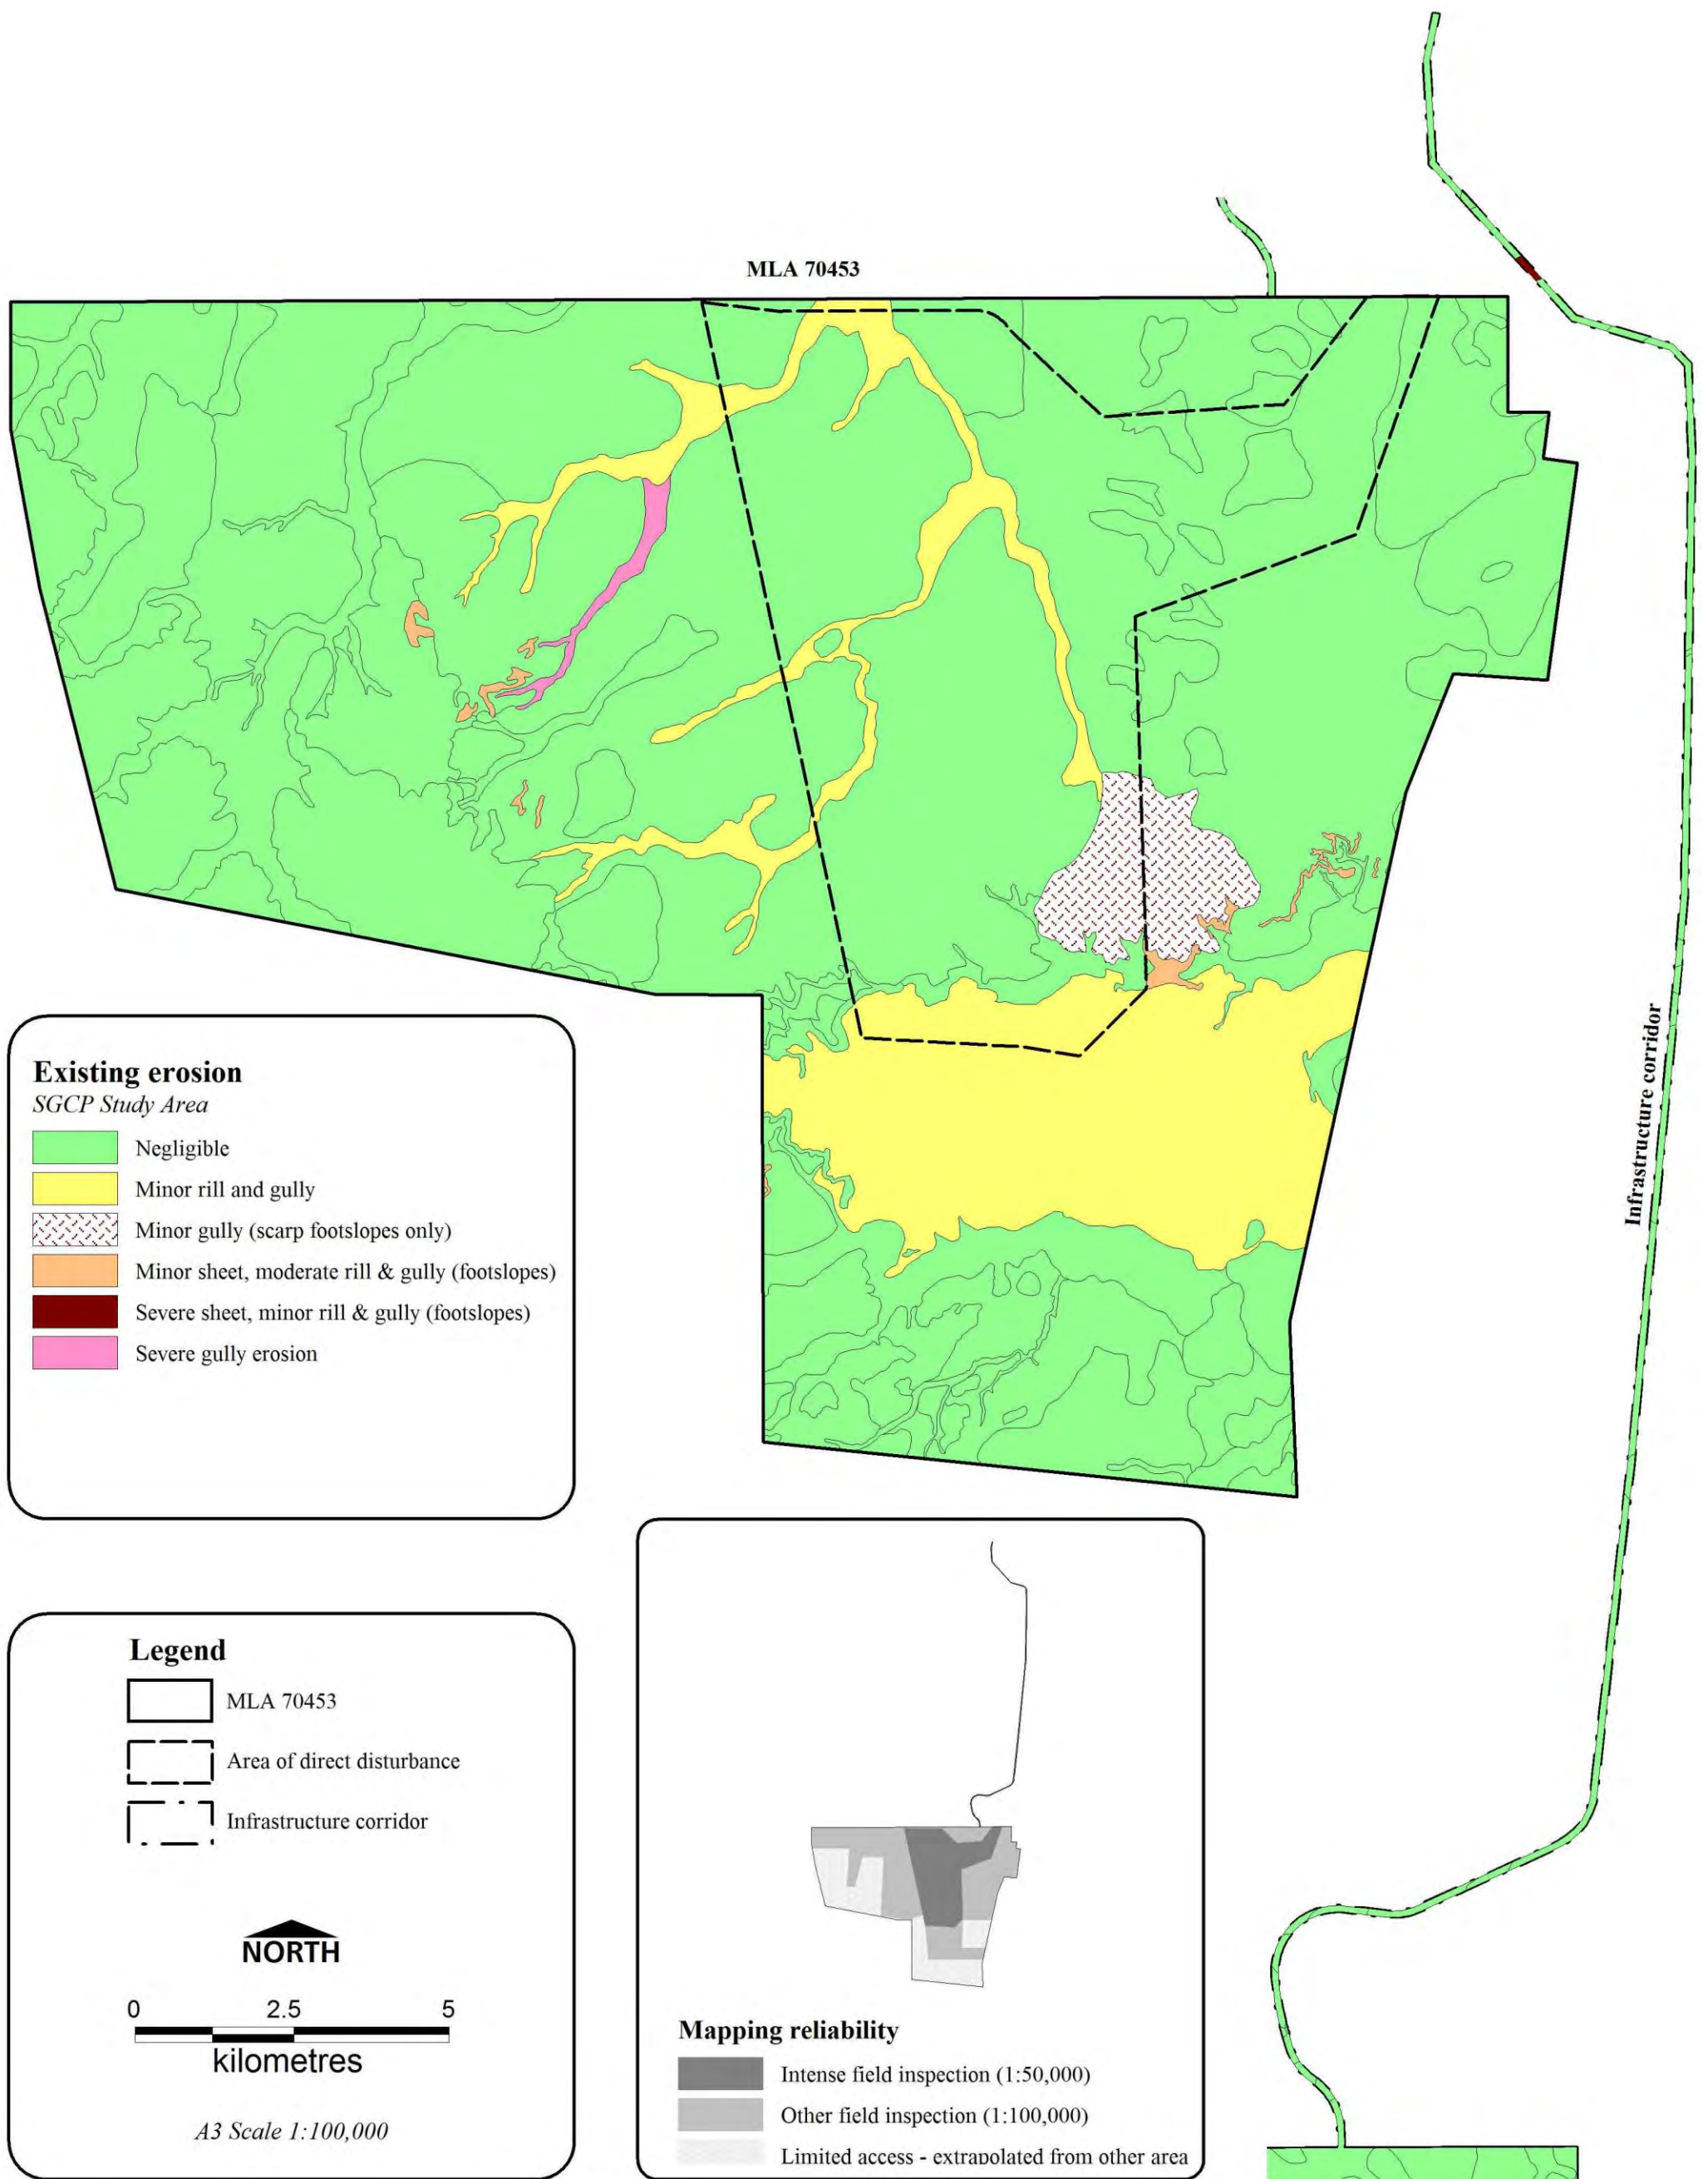 MLA 70453
Infrastructure corridor
Existing erosion
SGCP Study Area
Negligible
Minor rill and gully
Minor gully (scarp footslopes only)
Minor sheet, moderate rill & gully (footslopes)
Severe sheet, minor rill & gully (footslopes)
Severe gully erosion
Legend
MLA 70453
Area of direct disturbance
Infrastructure corridor
NORTH
0 2.5 5
kilometres
A3 Scale 1:100,000
Mapping reliability
Intense field inspection (1:50,000)
Other field inspection (1:100,000)
Limited access - extrapolated from other area